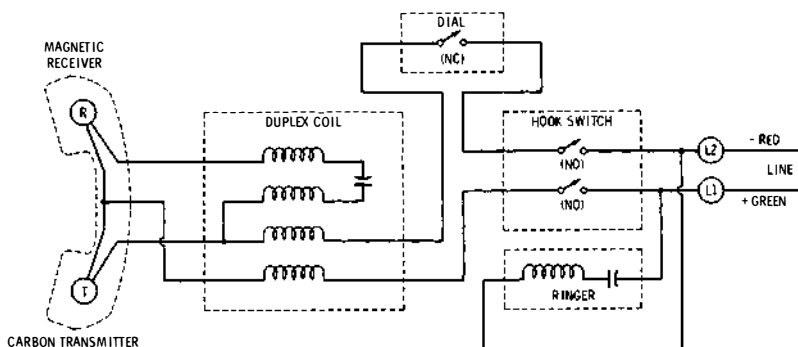 DIAL
(NC)
MAGNETIC
RECEIVER
R
DUPLEX COIL
HOOK SWITCH
(NO)
(NO)
L2
- RED
LINE
L1
+ GREEN
RINGER
T
CARBON TRANSMITTER